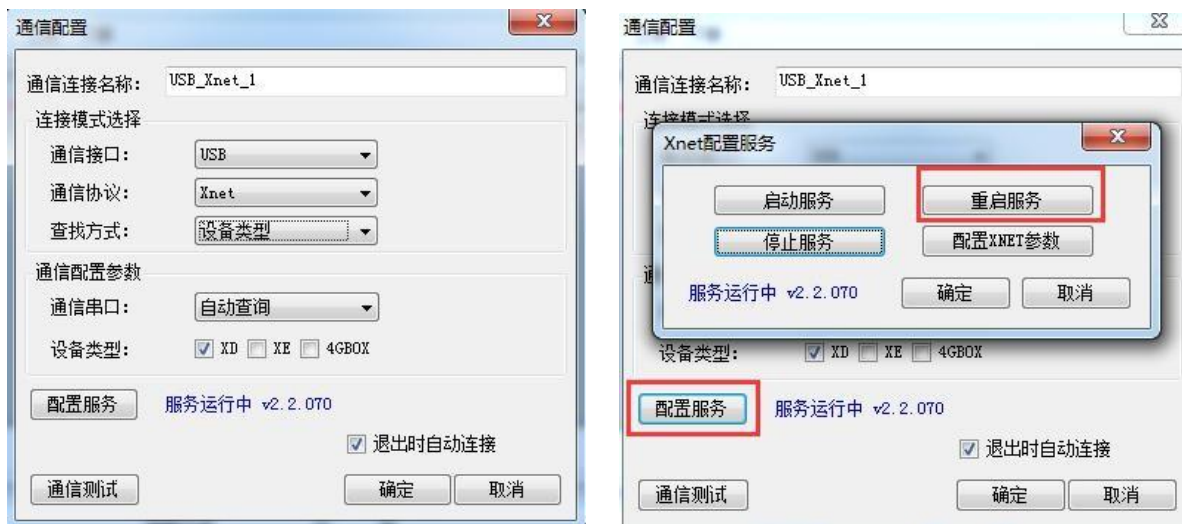 通信配置
通信连接名称: USB_Xnet_1
连接模式选择
通信接口: USB
通信协议: Xnet
查找方式: 设备类型
通信配置参数
通信串口: 自动查询
设备类型: XD XE 4GBOX
配置服务 服务运行中 v2.2.070
退出时自动连接
通信测试 确定 取消
通信配置
通信连接名称: USB_Xnet_1
连接模式选择
Xnet配置服务
启动服务 重启服务
停止服务 配置XNET参数
服务运行中 v2.2.070 确定 取消
设备类型: XD XE 4GBOX
配置服务 服务运行中 v2.2.070
退出时自动连接
通信测试 确定 取消